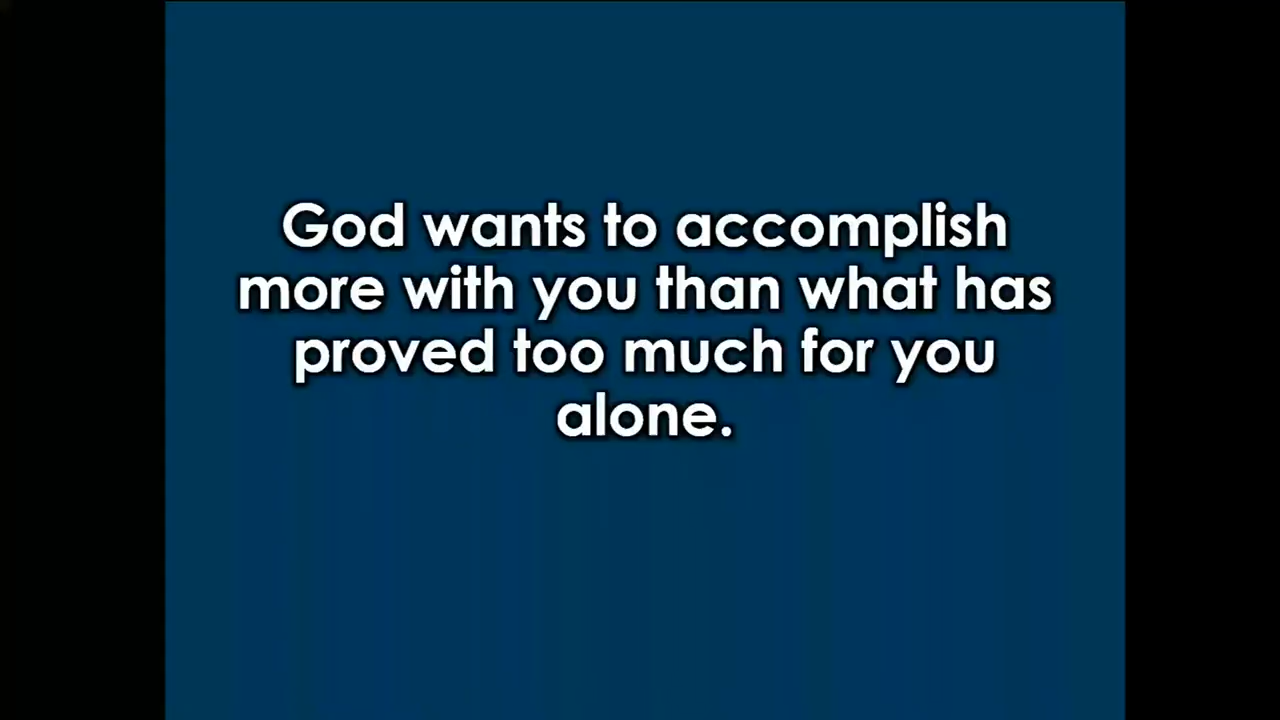 God wants to accomplish
more with you than what has
proved too much for you
alone.